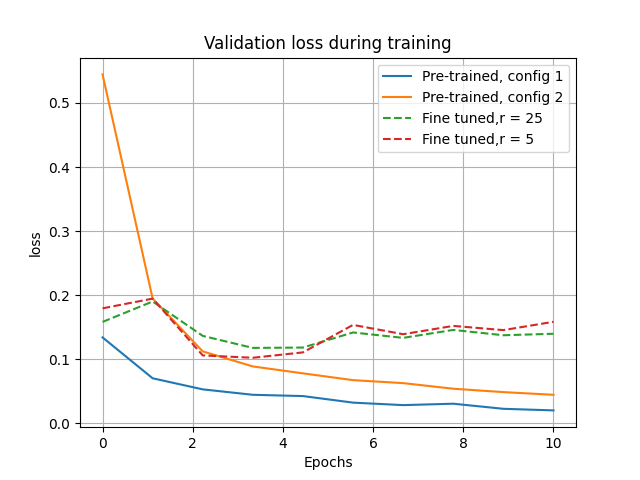 Validation loss during training
Pre-trained, config 1
Pre-trained, config 2
Fine tuned,r = 25
Fine tuned,r = 5
0.5
0.4
0.3
0.2
0.1
0.0
loss
0 2 4 6 8 10
Epochs